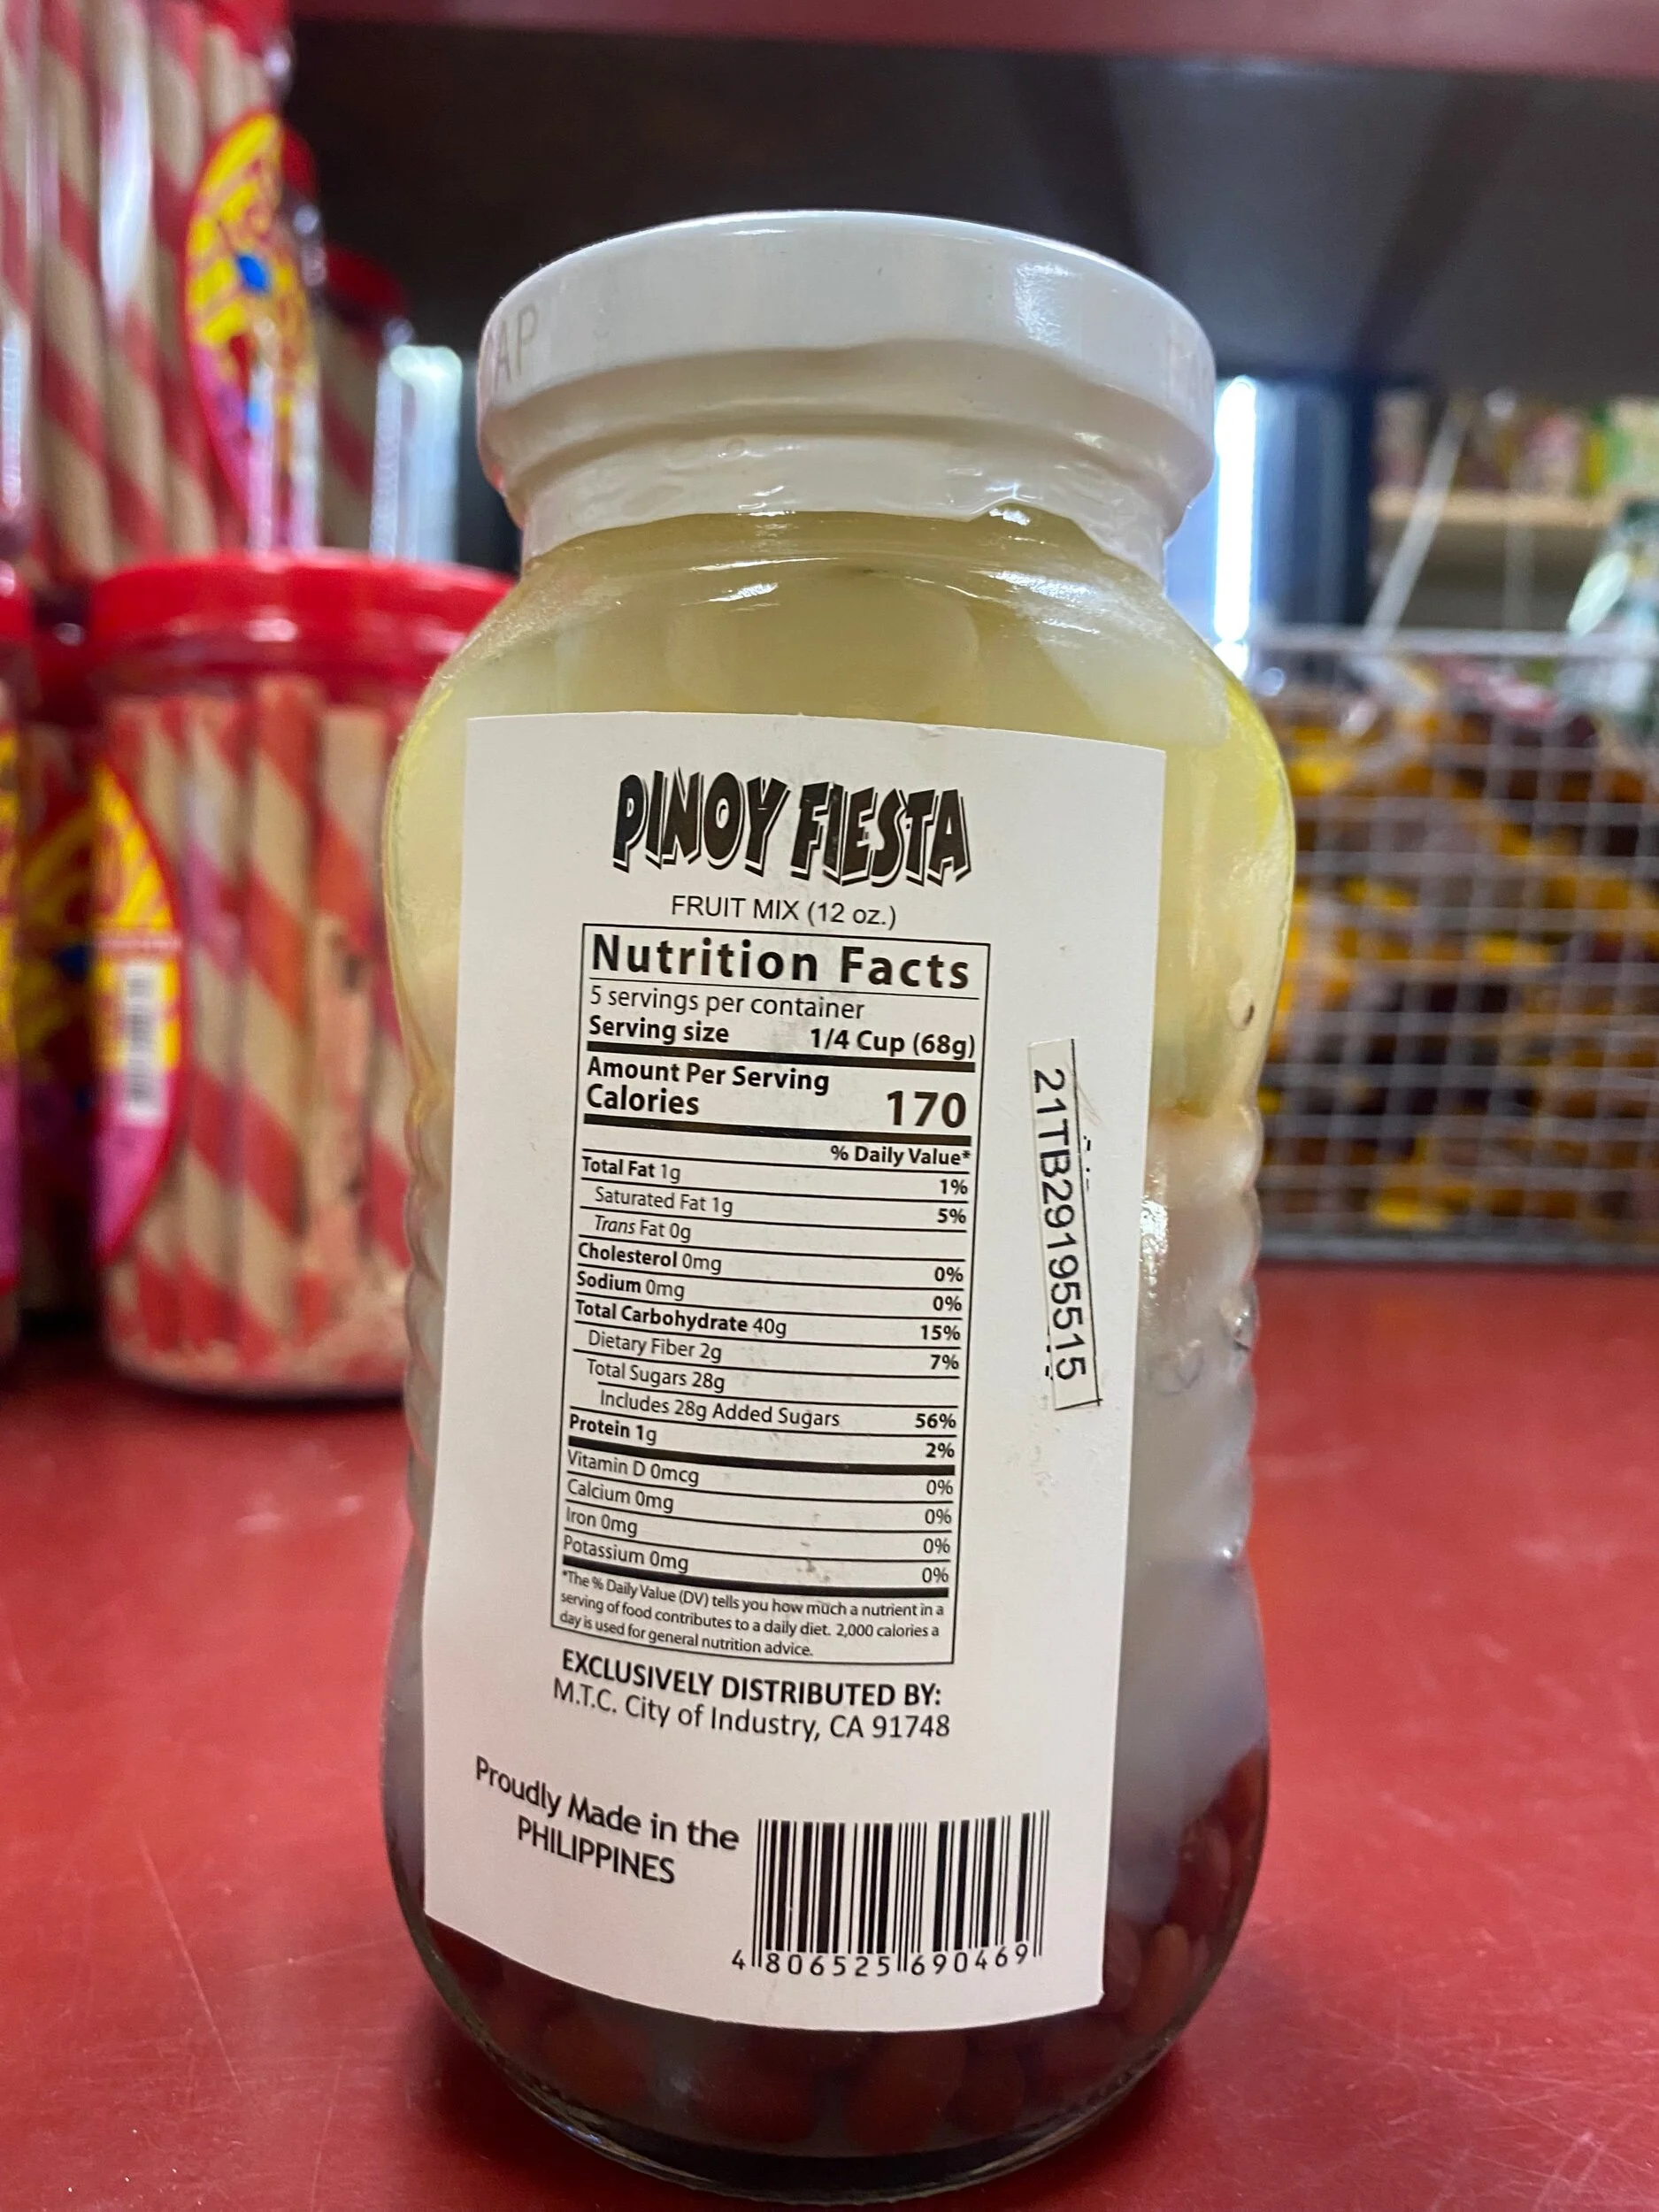 AP
PINOY FIESTA
FRUIT MIX (12 oz.)
Nutrition Facts
5 servings per container
Serving size 1/4 Cup (68g)
Amount Per Serving
Calories 170
% Daily Value*
Total Fat 1g 1%
Saturated Fat 1g 5%
Trans Fat 0g
Cholesterol 0mg 0%
Sodium 0mg 0%
Total Carbohydrate 40g 15%
Dietary Fiber 2g 7%
Total Sugars 28g
Includes 28g Added Sugars 56%
Protein 1g 2%
Vitamin D 0mcg 0%
Calcium 0mg 0%
Iron 0mg 0%
Potassium 0mg 0%
*The % Daily Value (DV) tells you how much a nutrient in a
serving of food contributes to a daily diet. 2,000 calories a
day is used for general nutrition advice.
21TB29195515
EXCLUSIVELY DISTRIBUTED BY:
M.T.C. City of Industry, CA 91748
Proudly Made in the
PHILIPPINES
4 806525 690469